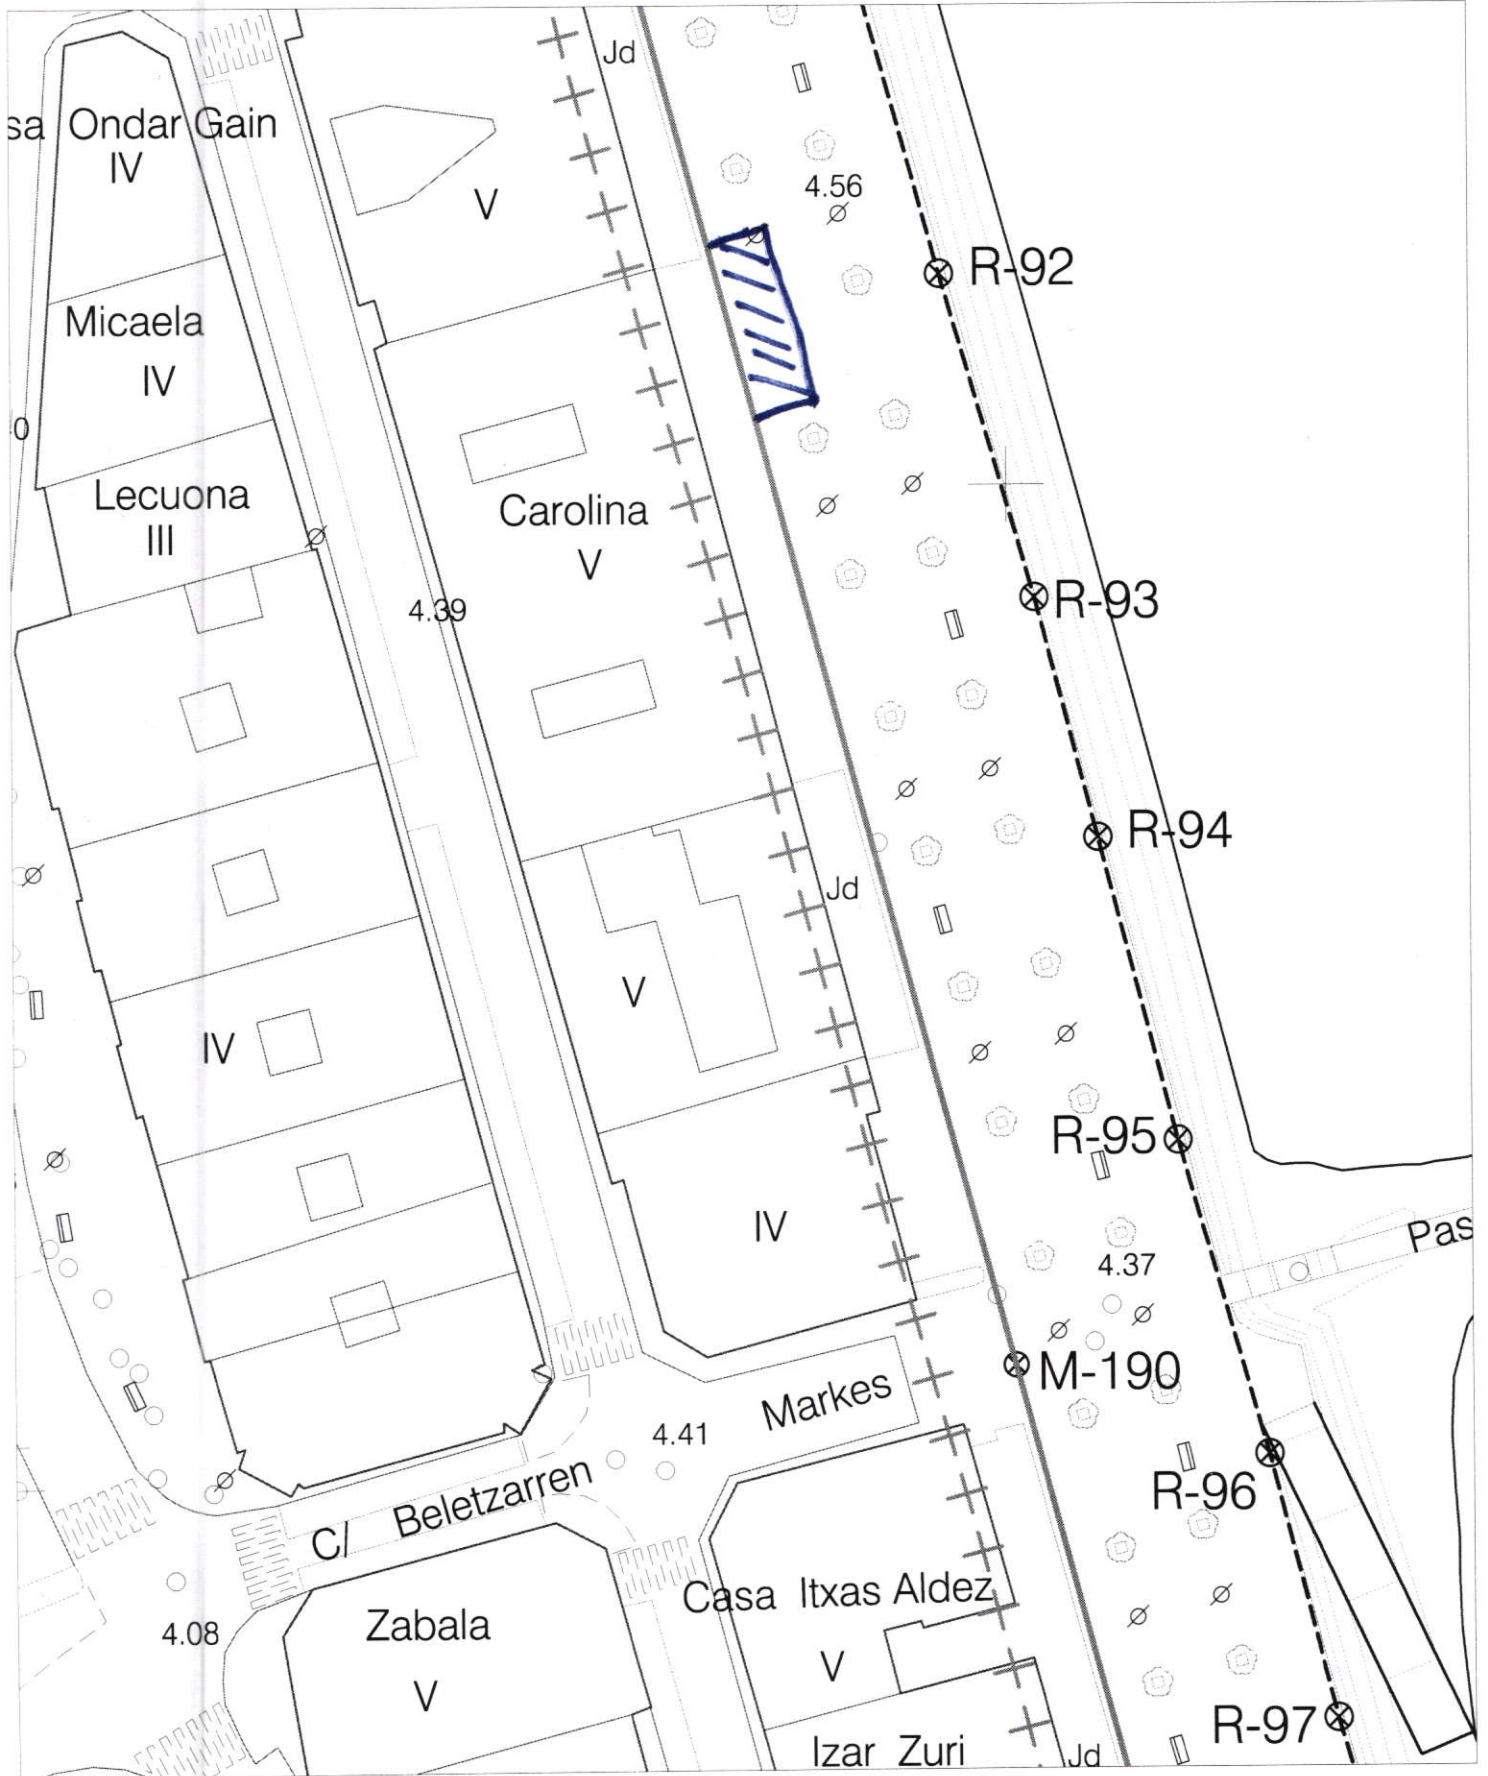 Jd
sa Ondar Gain
IV
V
4.56
R-92
Micaela
IV
Lecuona
III
Carolina
V
4.39
R-93
R-94
Jd
V
IV
R-95
IV
Pas
4.37
M-190
Markes
4.41
R-96
C/ Beletzarren
Casa Itxas Aldez
V
4.08
Zabala
V
R-97
Izar Zuri
Jd